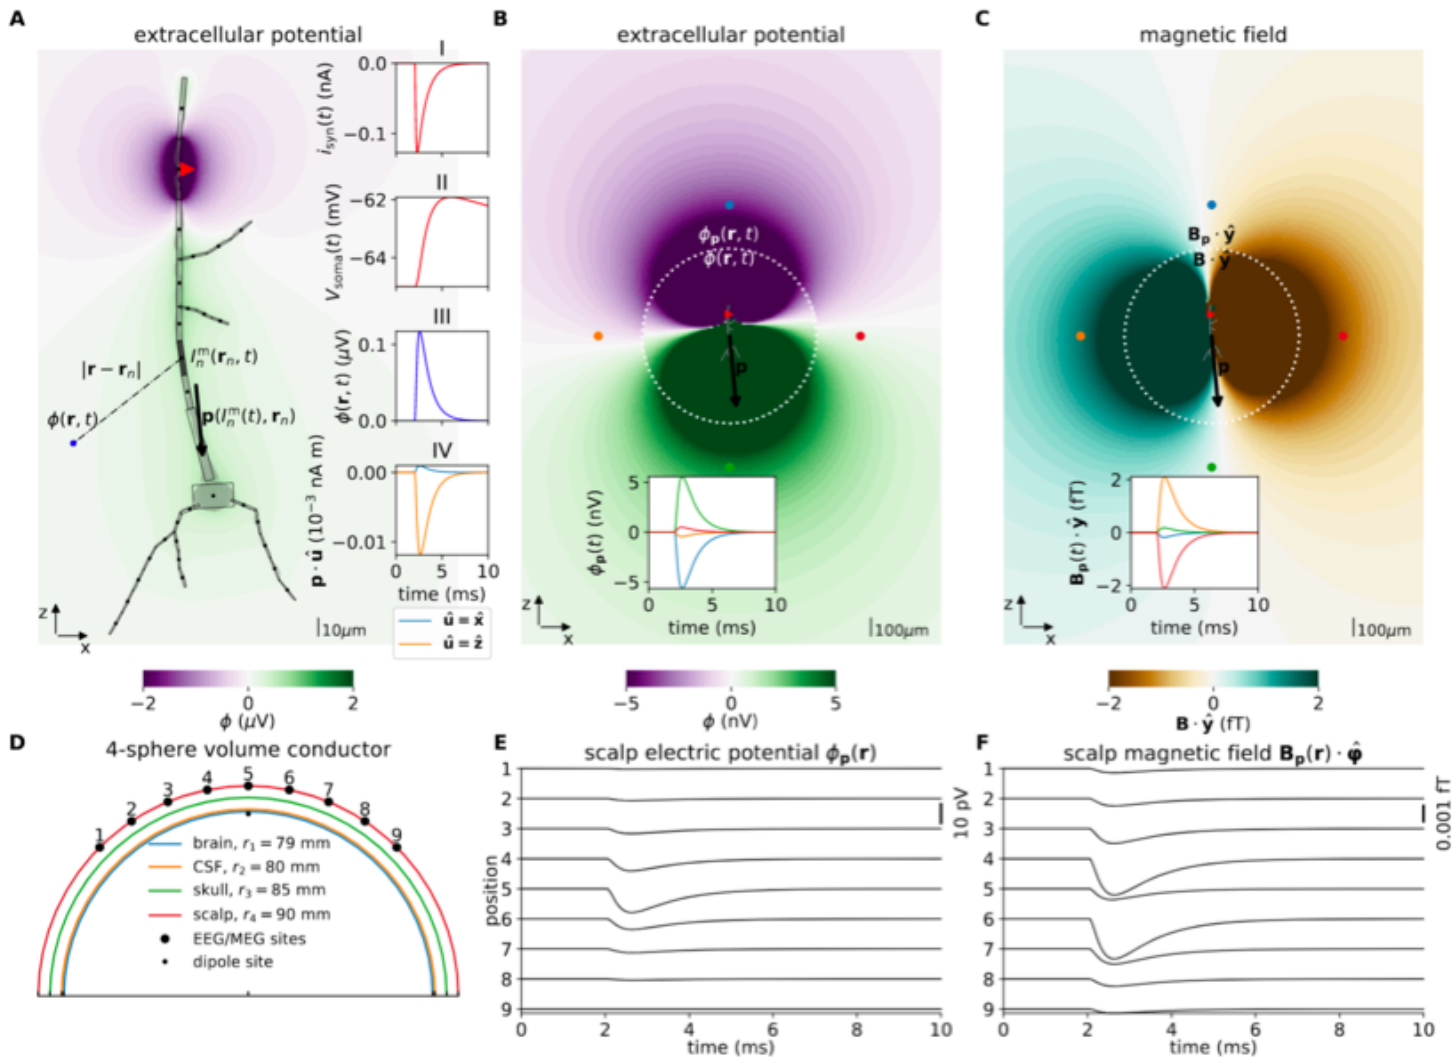 A
extracellular potential
I
0.0
−0.1
i_syn(t) (nA)
II
−62
−64
V_soma(t) (mV)
III
0.1
0.0
ϕ(r, t) (μV)
IV
0.00
−0.01
p · û (10⁻³ nA m)
0 5 10
time (ms)
û = x̂
û = ẑ
I_n^m(r_n, t)
|r − r_n|
ϕ(r, t)
p(I_n^m(t), r_n)
z
x
10μm
−2 0 2
ϕ (μV)
B
extracellular potential
ϕ_p(r, t)
ϕ(r, t)
p
5
0
−5
ϕ_p(t) (nV)
0 5 10
time (ms)
z
x
100μm
−5 0 5
ϕ (nV)
C
magnetic field
B_p · ŷ
B · ŷ
p
2
0
−2
B_p(t) · ŷ (fT)
0 5 10
time (ms)
z
x
100μm
−2 0 2
B · ŷ (fT)
D
4-sphere volume conductor
1 2 3 4 5 6 7 8 9
brain, r₁ = 79 mm
CSF, r₂ = 80 mm
skull, r₃ = 85 mm
scalp, r₄ = 90 mm
EEG/MEG sites
dipole site
E
scalp electric potential ϕ_p(r)
1
2
3
4
5
6
7
8
9
position
10 pV
0 2 4 6 8 10
time (ms)
F
scalp magnetic field B_p(r) · φ̂
1
2
3
4
5
6
7
8
9
0.001 fT
0 2 4 6 8 10
time (ms)